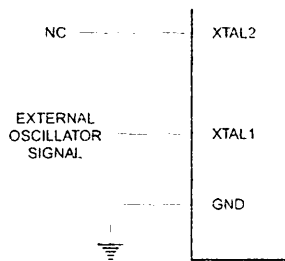 NC
XTAL2
EXTERNAL
OSCILLATOR
SIGNAL
XTAL1
GND